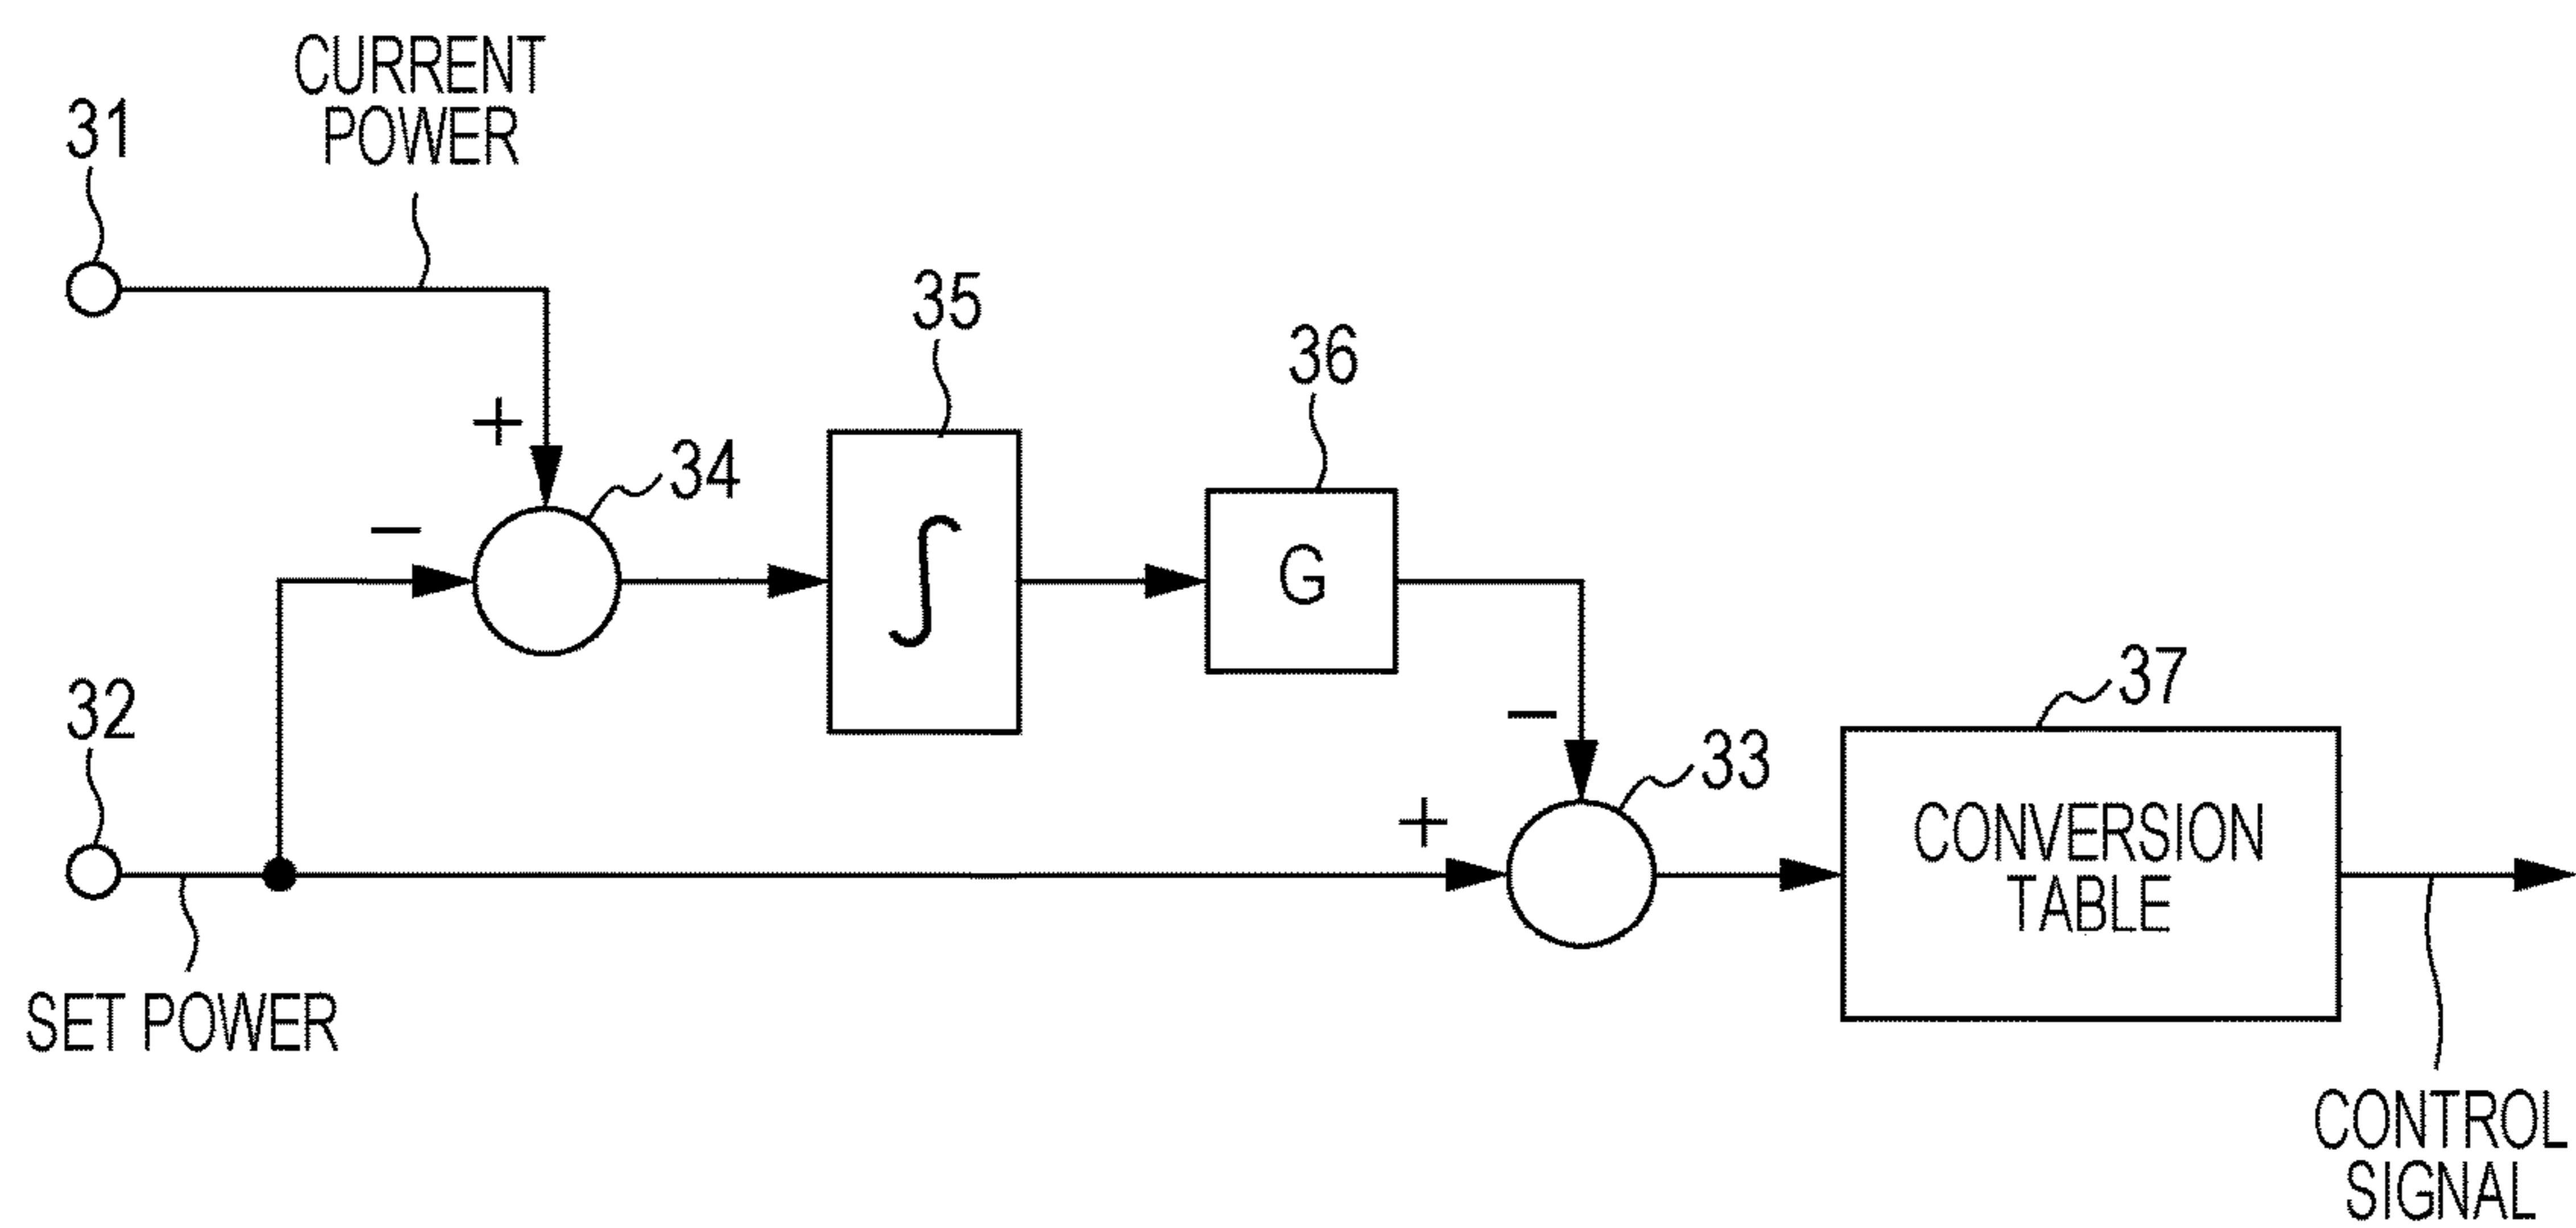 CURRENT
POWER
31
35
36
+
34
−
∫
G
32
37
−
33
+
CONVERSION
TABLE
SET POWER
CONTROL
SIGNAL